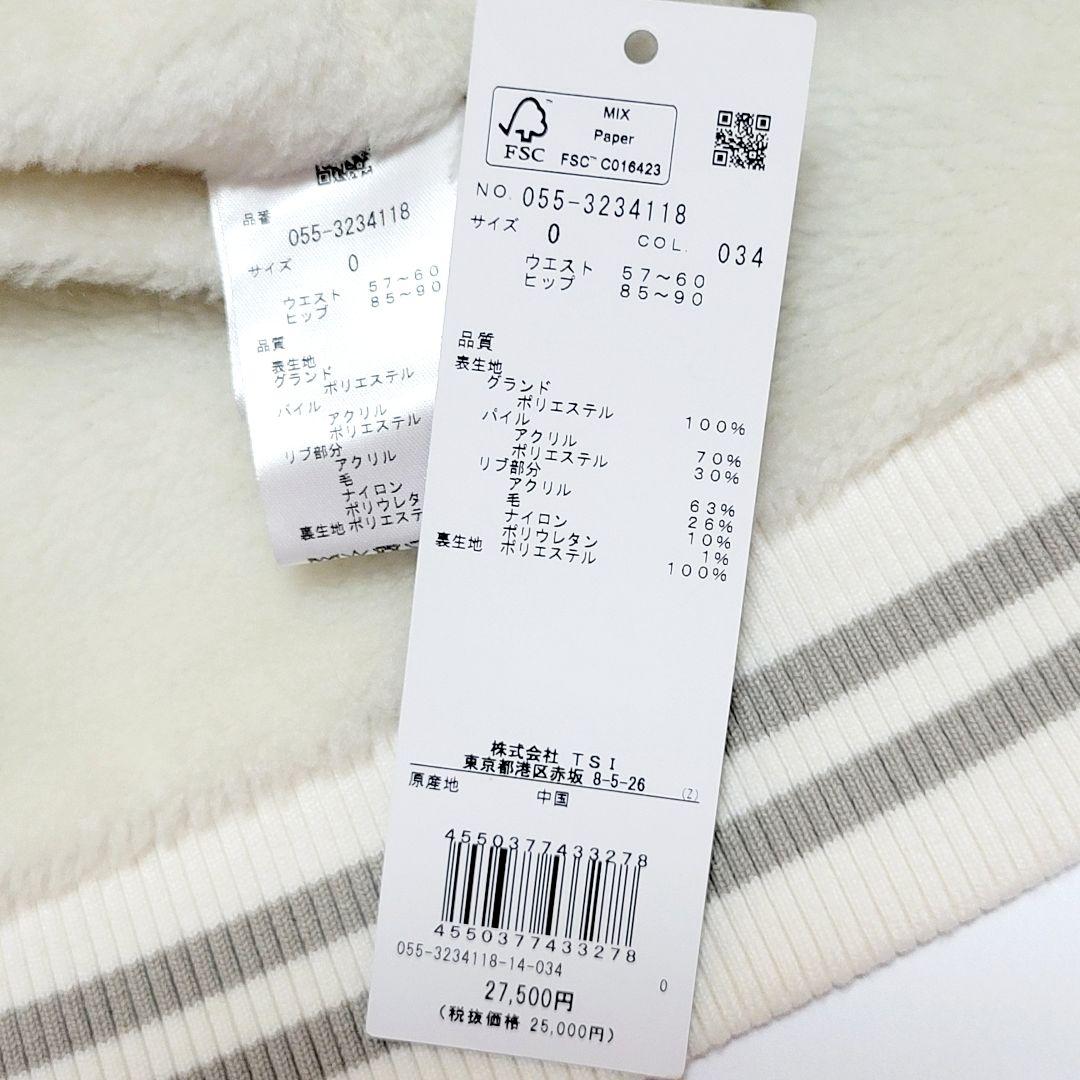 品番
055-3234118
サイズ 0
ウエスト 57～60
ヒップ 85～90
品質
表生地
グランド
ポリエステル
パイル
アクリル
ポリエステル
リブ部分
アクリル
毛
ナイロン
ポリウレタ
裏生地 ポリエステ
FSC™
MIX
Paper
FSC™ C016423
NO. 055-3234118
サイズ 0 COL. 034
ウエスト 57～60
ヒップ 85～90
品質
表生地
グランド
ポリエステル 100%
パイル
アクリル 70%
ポリエステル 30%
リブ部分
アクリル 63%
毛 26%
ナイロン 10%
ポリウレタン 1%
裏生地 ポリエステル 100%
株式会社 TSI
東京都港区赤坂 8-5-26
(Z)
原産地 中国
4550377433278
4550377433278
055-3234118-14-034
0
27,500円
(税抜価格 25,000円)